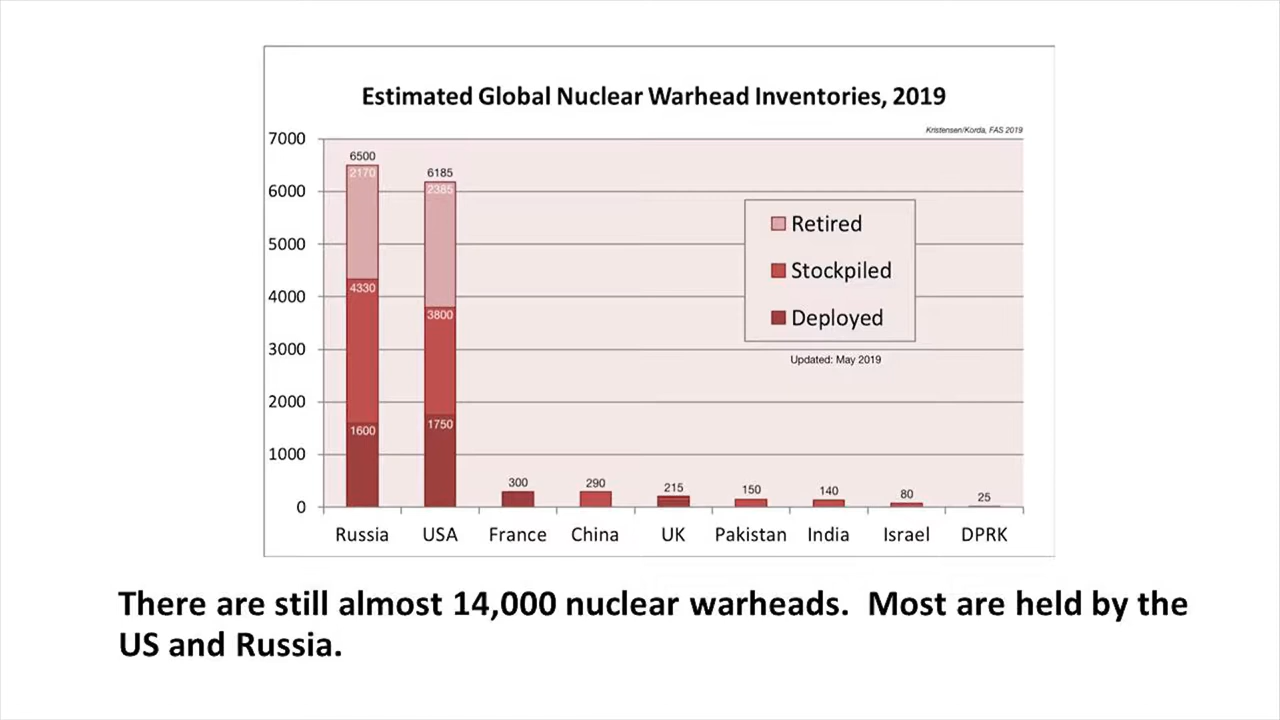 Estimated Global Nuclear Warhead Inventories, 2019
Kristensen/Korda, FAS 2019
7000
6000
5000
4000
3000
2000
1000
0
6500
2170
4330
1600
6185
2385
3800
1750
300
290
215
150
140
80
25
Retired
Stockpiled
Deployed
Updated: May 2019
Russia USA France China UK Pakistan India Israel DPRK
There are still almost 14,000 nuclear warheads. Most are held by the
US and Russia.